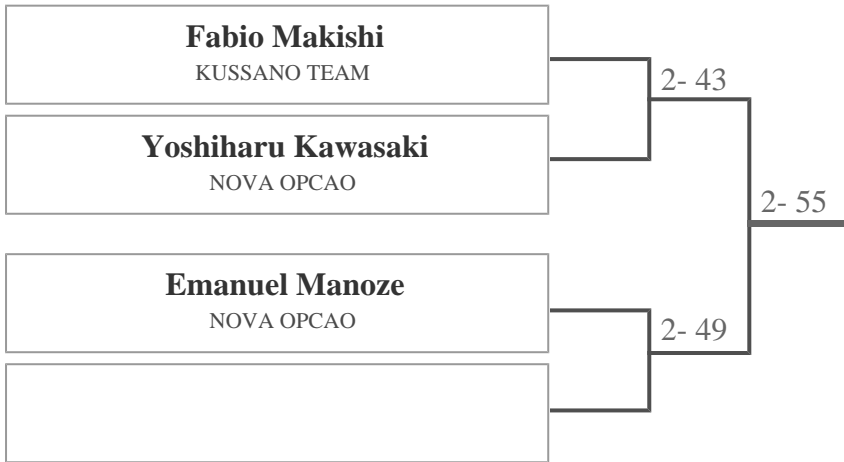 Fabio Makishi
KUSSANO TEAM
2- 43
Yoshiharu Kawasaki
NOVA OPCAO
2- 55
Emanuel Manoze
NOVA OPCAO
2- 49